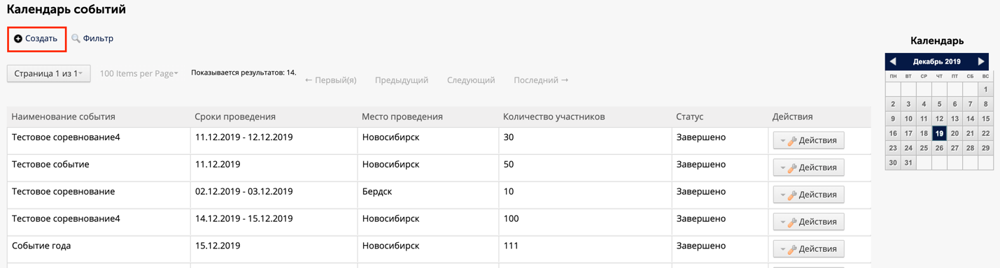 Календарь событий
Создать Фильтр
Страница 1 из 1 100 Items per Page Показывается результатов: 14. ← Первый(я) Предыдущий Следующий Последний →
Наименование события Сроки проведения Место проведения Количество участников Статус Действия
Тестовое соревнование4 11.12.2019 - 12.12.2019 Новосибирск 30 Завершено Действия
Тестовое событие 11.12.2019 Новосибирск 50 Завершено Действия
Тестовое соревнование 02.12.2019 - 03.12.2019 Бердск 10 Завершено Действия
Тестовое соревнование4 14.12.2019 - 15.12.2019 Новосибирск 100 Завершено Действия
Событие года 15.12.2019 Новосибирск 111 Завершено Действия
Календарь
Декабрь 2019
ПН ВТ СР ЧТ ПТ СБ ВС
1
2 3 4 5 6 7 8
9 10 11 12 13 14 15
16 17 18 19 20 21 22
23 24 25 26 27 28 29
30 31